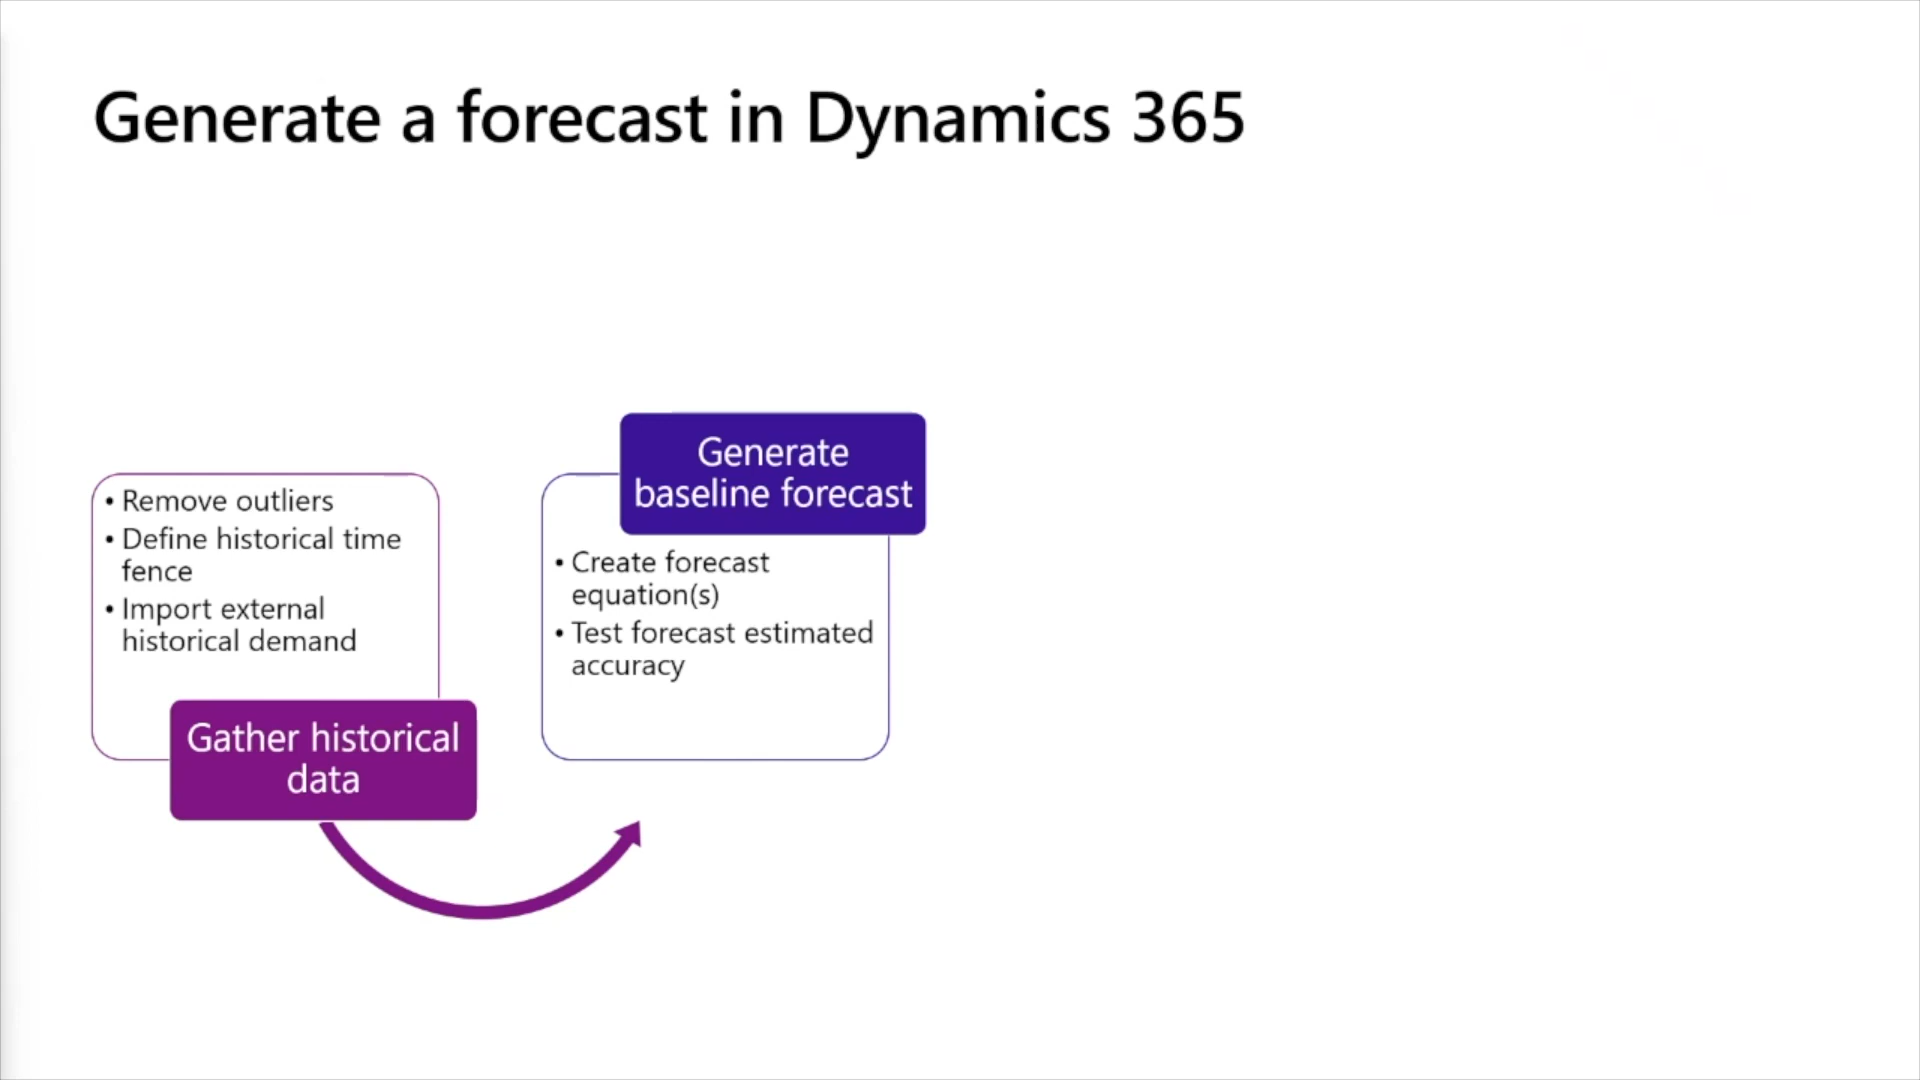 Generate a forecast in Dynamics 365
• Remove outliers
• Define historical time
fence
• Import external
historical demand
Gather historical
data
Generate
baseline forecast
• Create forecast
equation(s)
• Test forecast estimated
accuracy